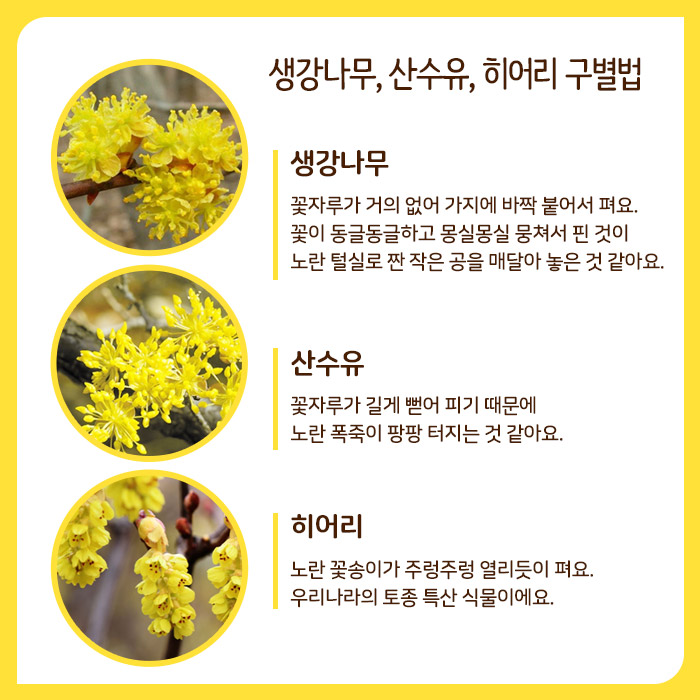 생강나무, 산수유, 히어리 구별법
생강나무
꽃자루가 거의 없어 가지에 바짝 붙어서 펴요.
꽃이 동글동글하고 몽실몽실 뭉쳐서 핀 것이
노란 털실로 짠 작은 공을 매달아 놓은 것 같아요.
산수유
꽃자루가 길게 뻗어 피기 때문에
노란 폭죽이 팡팡 터지는 것 같아요.
히어리
노란 꽃송이가 주렁주렁 열리듯이 펴요.
우리나라의 토종 특산 식물이에요.